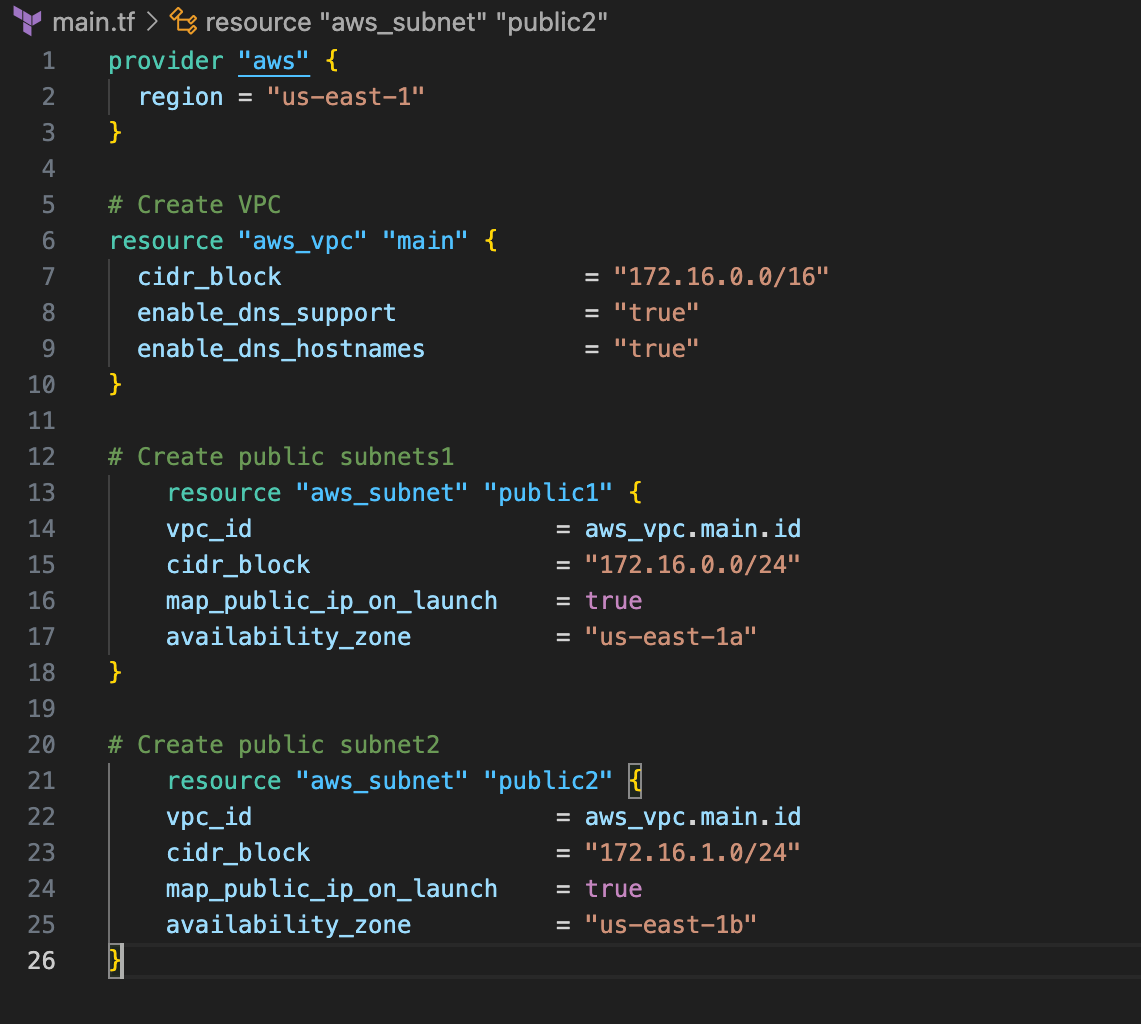 main.tf > resource "aws_subnet" "public2"
1 provider "aws" {
2   region = "us-east-1"
3 }
4
5 # Create VPC
6 resource "aws_vpc" "main" {
7   cidr_block                     = "172.16.0.0/16"
8   enable_dns_support             = "true"
9   enable_dns_hostnames           = "true"
10 }
11
12 # Create public subnets1
13     resource "aws_subnet" "public1" {
14     vpc_id                     = aws_vpc.main.id
15     cidr_block                 = "172.16.0.0/24"
16     map_public_ip_on_launch    = true
17     availability_zone          = "us-east-1a"
18 }
19
20 # Create public subnet2
21     resource "aws_subnet" "public2" {
22     vpc_id                     = aws_vpc.main.id
23     cidr_block                 = "172.16.1.0/24"
24     map_public_ip_on_launch    = true
25     availability_zone          = "us-east-1b"
26 }